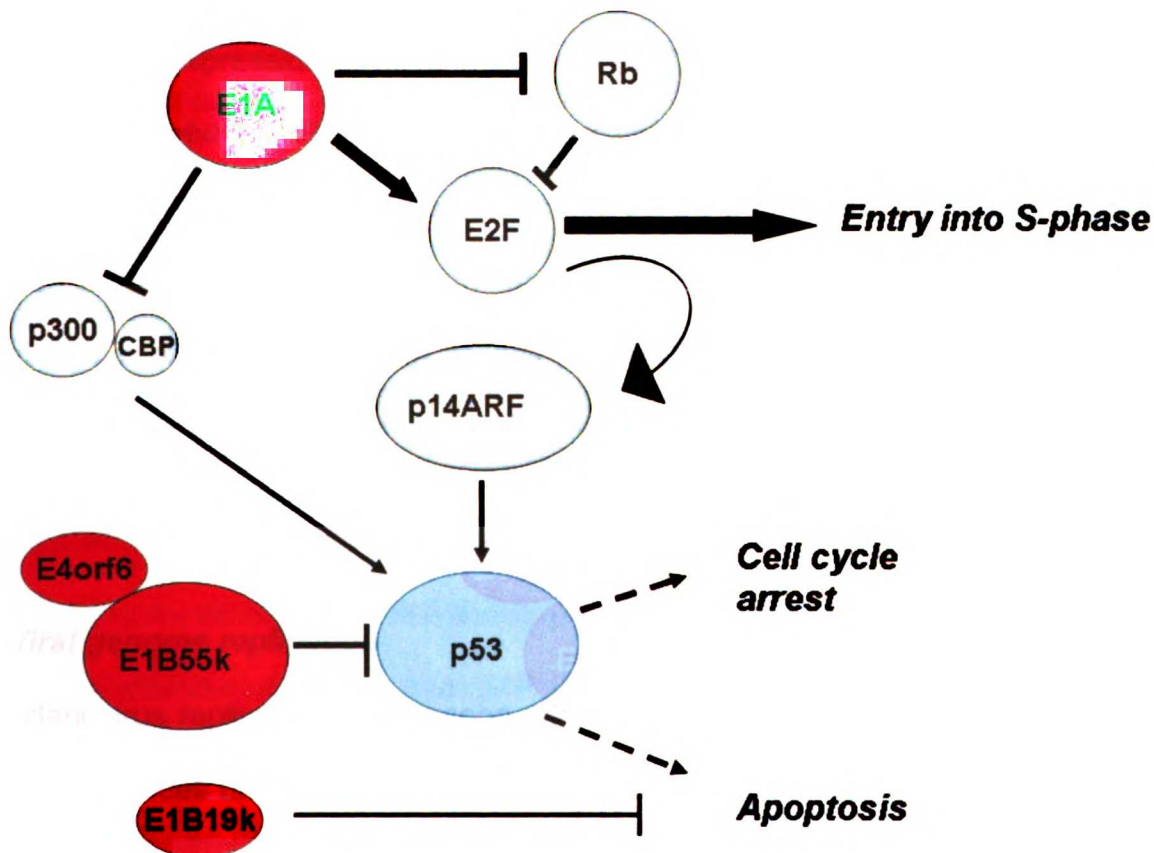 E1A
Rb
E2F
Entry into S-phase
p300
CBP
p14ARF
E4orf6
Cell cycle
arrest
E1B55k
p53
E1B19k
Apoptosis